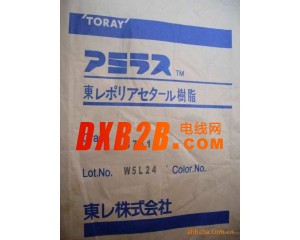 'TORAY'
アミラス™
東レポリアセタール樹脂
DXB2B.电线网
.COM
Lot.No. W5L24 Color.No.
東レ株式会社